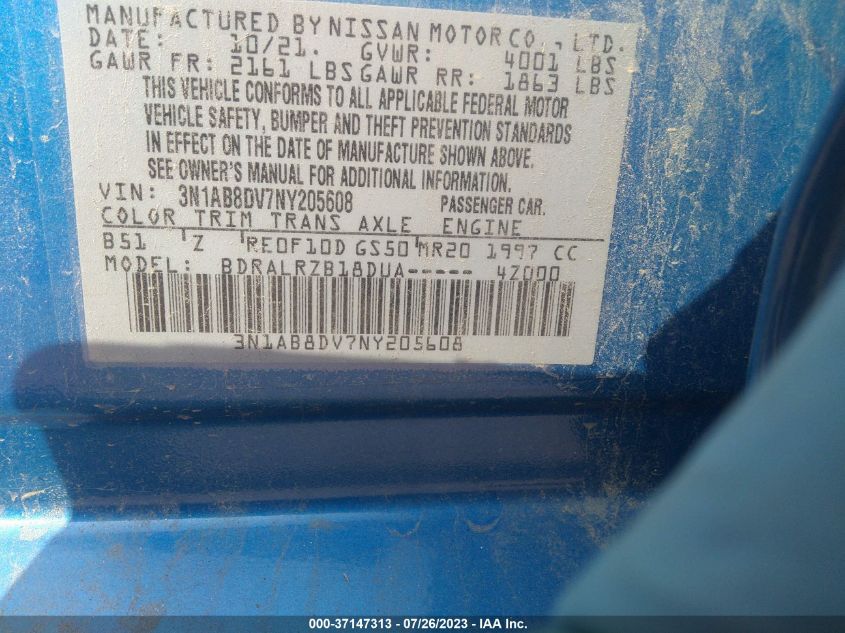 MANUFACTURED BY NISSAN MOTOR CO., LTD.
DATE: 10/21. GVWR: 4001 LBS
GAWR FR: 2161 LBS GAWR RR: 1863 LBS
THIS VEHICLE CONFORMS TO ALL APPLICABLE FEDERAL MOTOR
VEHICLE SAFETY, BUMPER AND THEFT PREVENTION STANDARDS
IN EFFECT ON THE DATE OF MANUFACTURE SHOWN ABOVE.
SEE OWNER'S MANUAL FOR ADDITIONAL INFORMATION.
VIN: 3N1AB8DV7NY205608 PASSENGER CAR.
COLOR TRIM TRANS AXLE ENGINE
B51 Z RE0F10D GS50 MR20 1997 CC
MODEL: BDRALRZB18DUA----- 4Z000
3N1AB8DV7NY205608
000-37147313 - 07/26/2023 - IAA Inc.